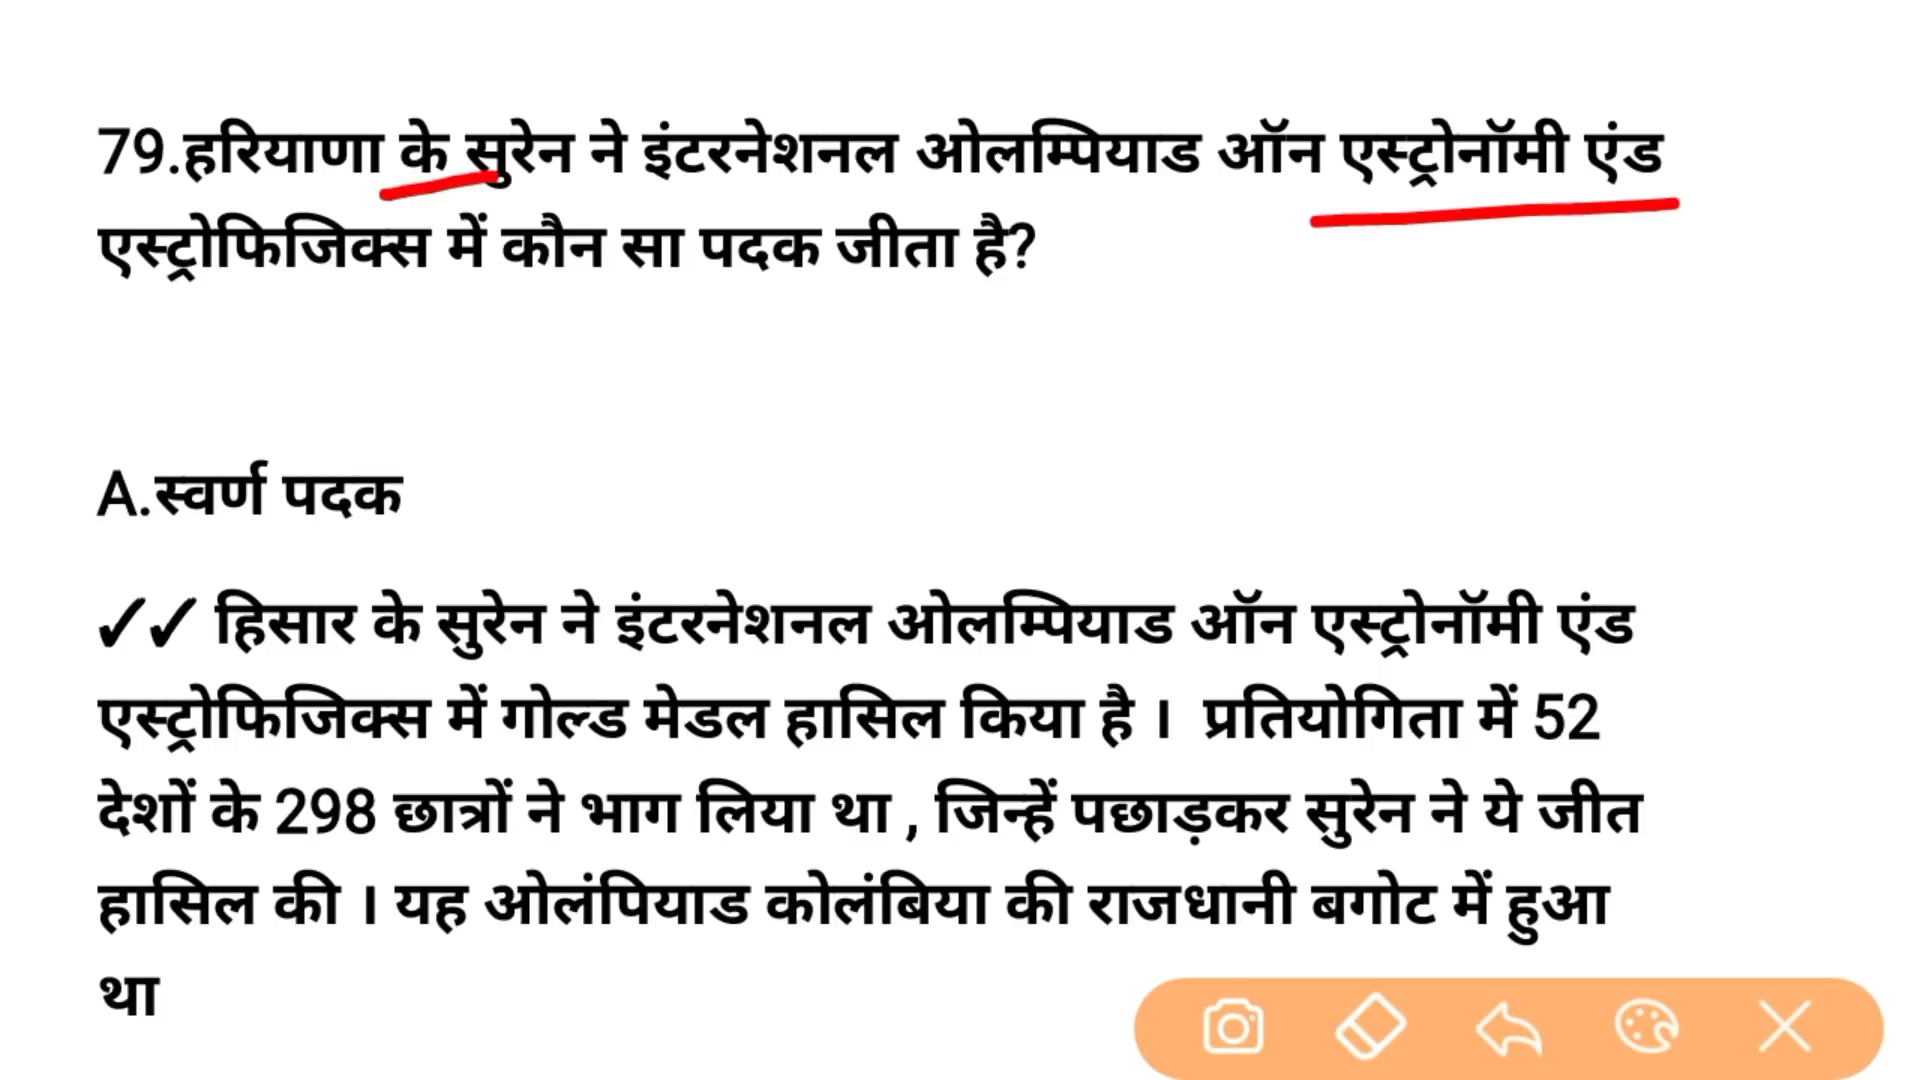 79.हरियाणा के सुरेन ने इंटरनेशनल ओलम्पियाड ऑन एस्ट्रोनॉमी एंड
एस्ट्रोफिजिक्स में कौन सा पदक जीता है?
A.स्वर्ण पदक
✓✓ हिसार के सुरेन ने इंटरनेशनल ओलम्पियाड ऑन एस्ट्रोनॉमी एंड
एस्ट्रोफिजिक्स में गोल्ड मेडल हासिल किया है । प्रतियोगिता में 52
देशों के 298 छात्रों ने भाग लिया था , जिन्हें पछाड़कर सुरेन ने ये जीत
हासिल की । यह ओलंपियाड कोलंबिया की राजधानी बगोट में हुआ
था